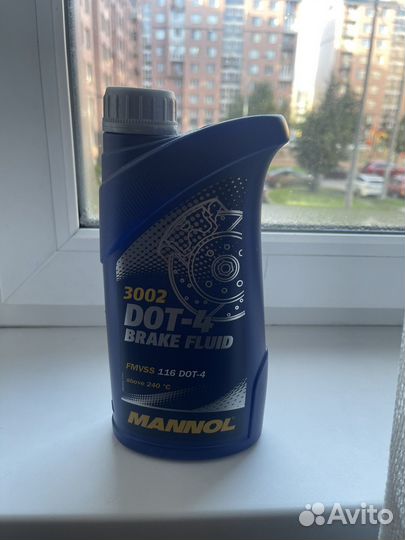 3002
DOT-4
BRAKE FLUID
FMVSS 116 DOT-4
above 240 °C
MANNOL
Avito